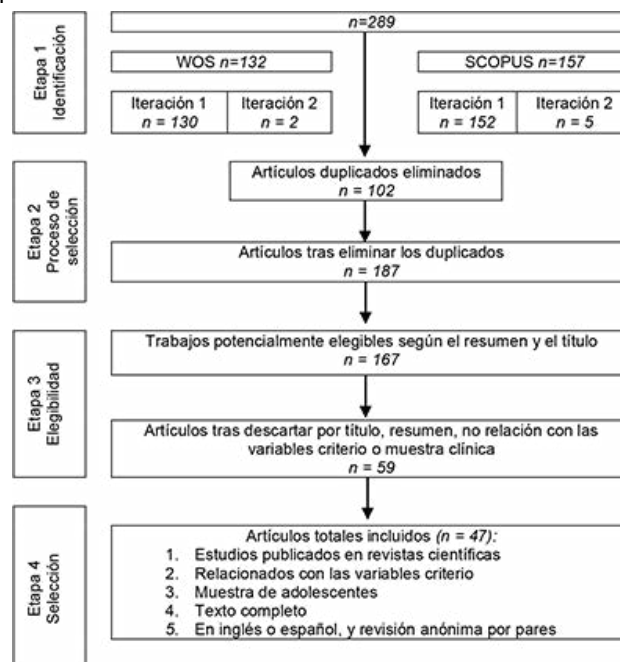 Etapa 1
Identificación
n=289
WOS n=132
SCOPUS n=157
Iteración 1
n = 130
Iteración 2
n = 2
Iteración 1
n = 152
Iteración 2
n = 5
Etapa 2
Proceso de
selección
Artículos duplicados eliminados
n = 102
Artículos tras eliminar los duplicados
n = 187
Etapa 3
Elegibilidad
Trabajos potencialmente elegibles según el resumen y el título
n = 167
Artículos tras descartar por título, resumen, no relación con las
variables criterio o muestra clínica
n = 59
Etapa 4
Selección
Artículos totales incluidos (n = 47):
1. Estudios publicados en revistas científicas
2. Relacionados con las variables criterio
3. Muestra de adolescentes
4. Texto completo
5. En inglés o español, y revisión anónima por pares